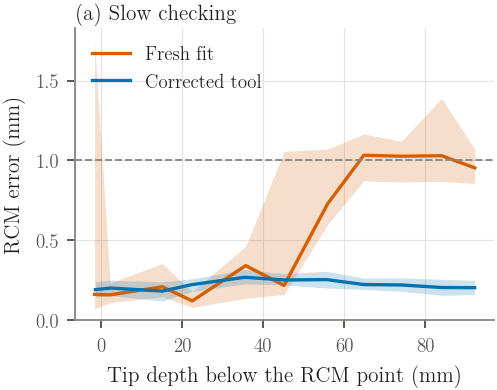 (a) Slow checking
Fresh fit
Corrected tool
RCM error (mm)
1.5
1.0
0.5
0.0
0 20 40 60 80
Tip depth below the RCM point (mm)